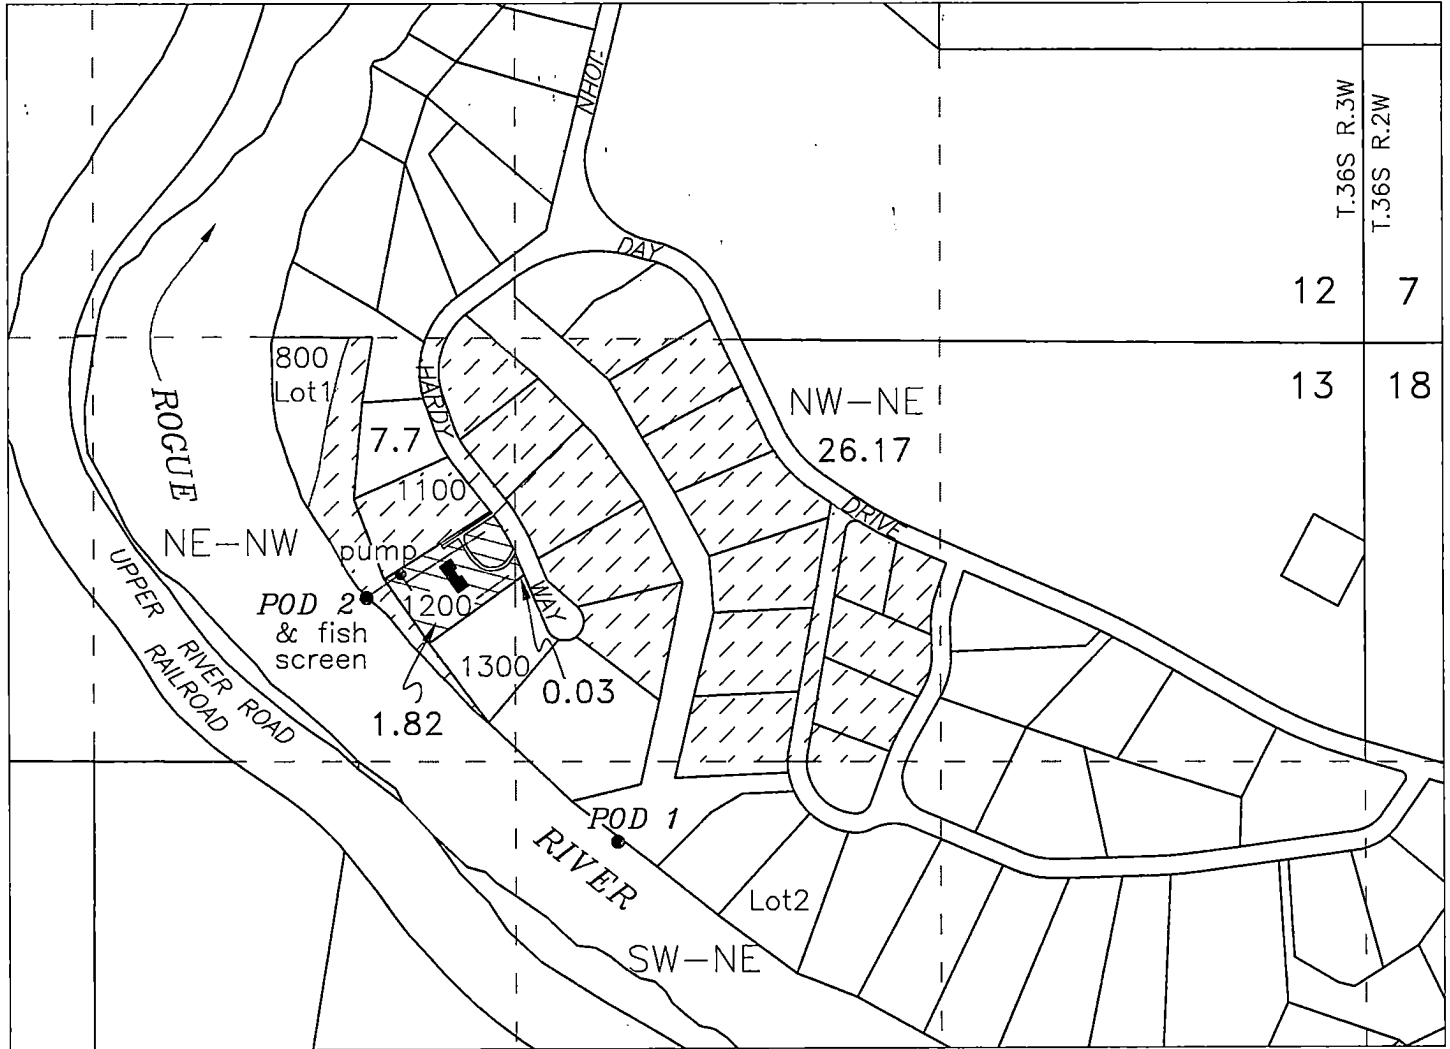 JOHN
T.36S R.3W
T.36S R.2W
DAY
12
7
800
Lot1
HARDY
13
18
ROGUE
NW-NE
26.17
7.7
1100
DRIVE
NE-NW
pump
UPPER RIVER ROAD
RAILROAD
POD 2
& fish
screen
1200
WAY
1300
0.03
1.82
POD 1
RIVER
Lot2
SW-NE